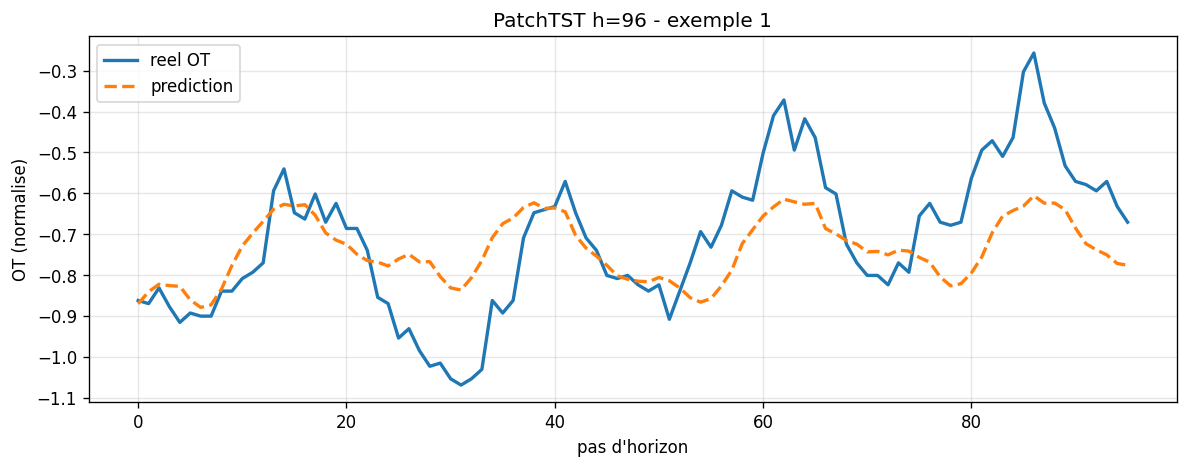 PatchTST h=96 - exemple 1
reel OT
prediction
OT (normalise)
−0.3
−0.4
−0.5
−0.6
−0.7
−0.8
−0.9
−1.0
−1.1
0 20 40 60 80
pas d'horizon